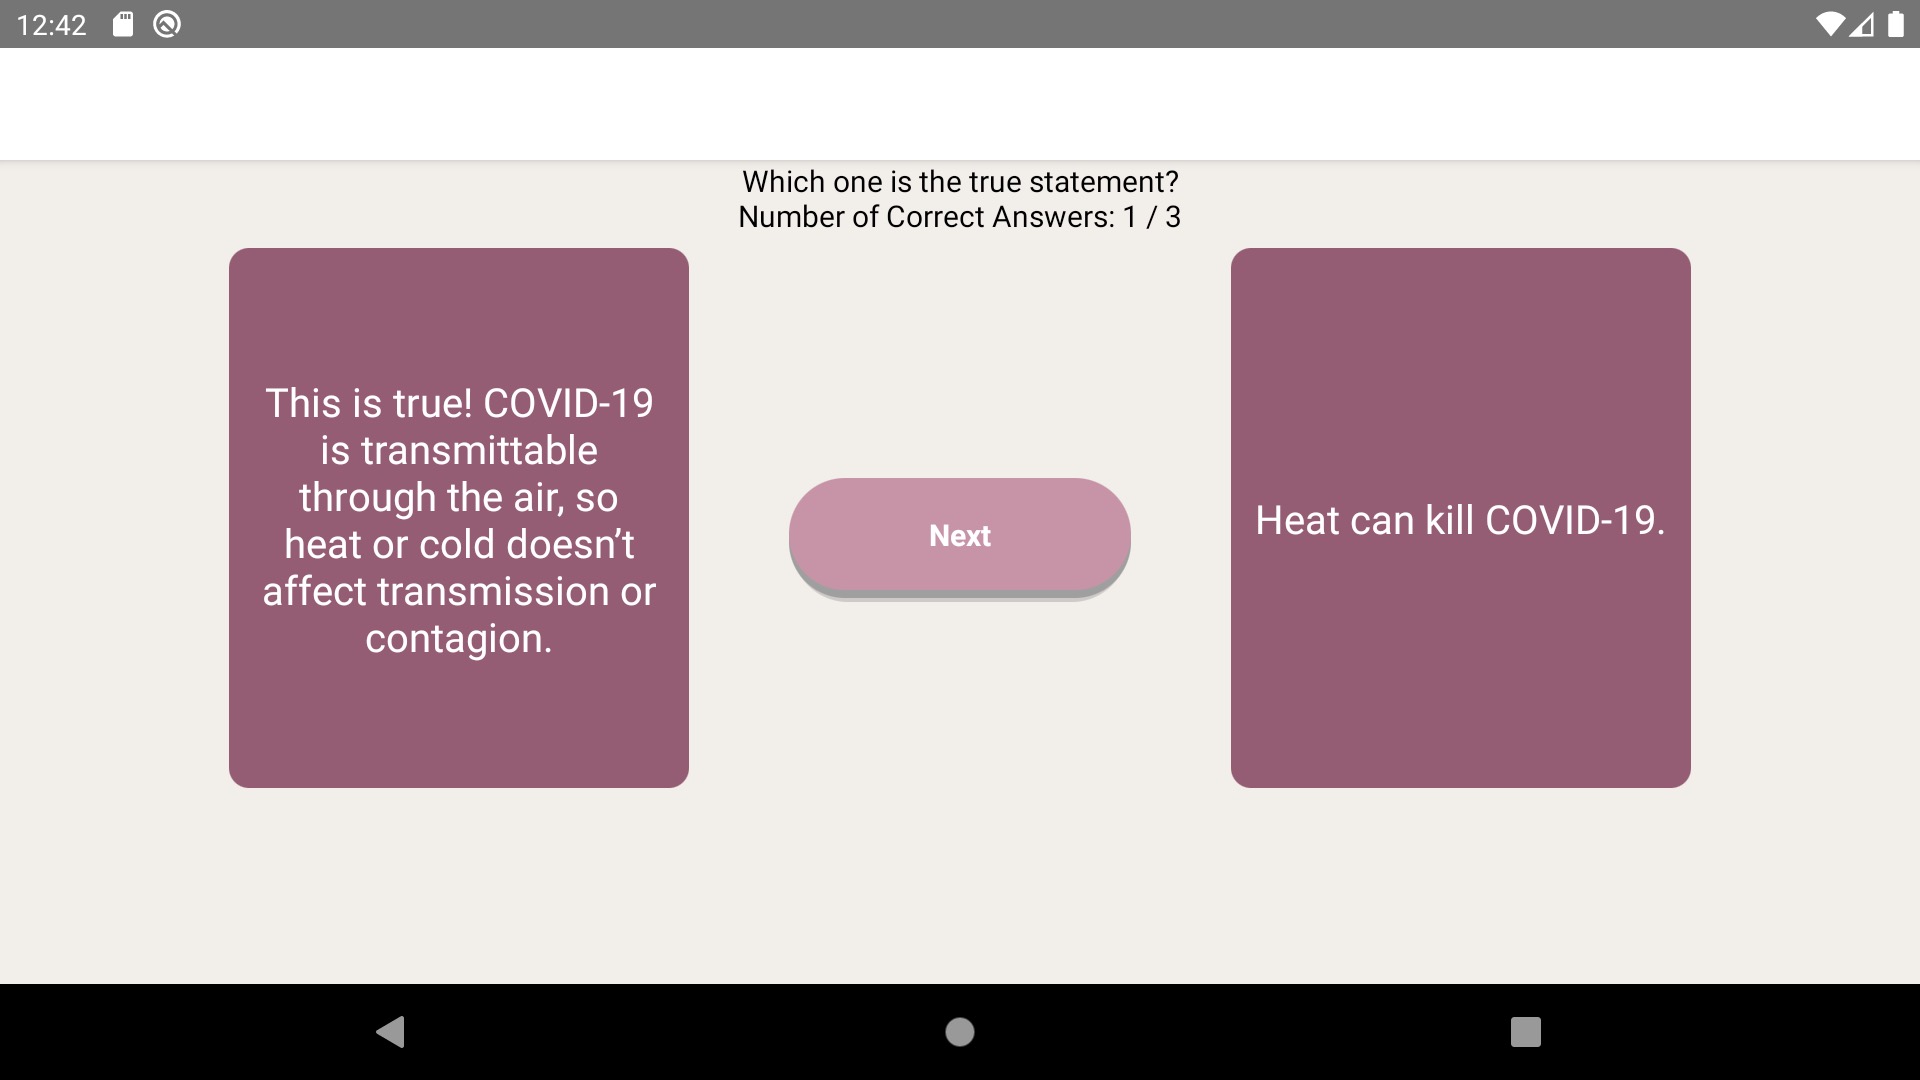 12:42
Which one is the true statement?
Number of Correct Answers: 1 / 3
This is true! COVID-19
is transmittable
through the air, so
heat or cold doesn’t
affect transmission or
contagion.
Next
Heat can kill COVID-19.